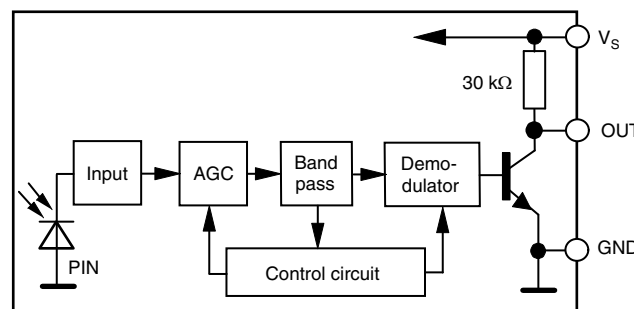 V_S
30 kΩ
OUT
Input
AGC
Band
pass
Demo-
dulator
PIN
Control circuit
GND